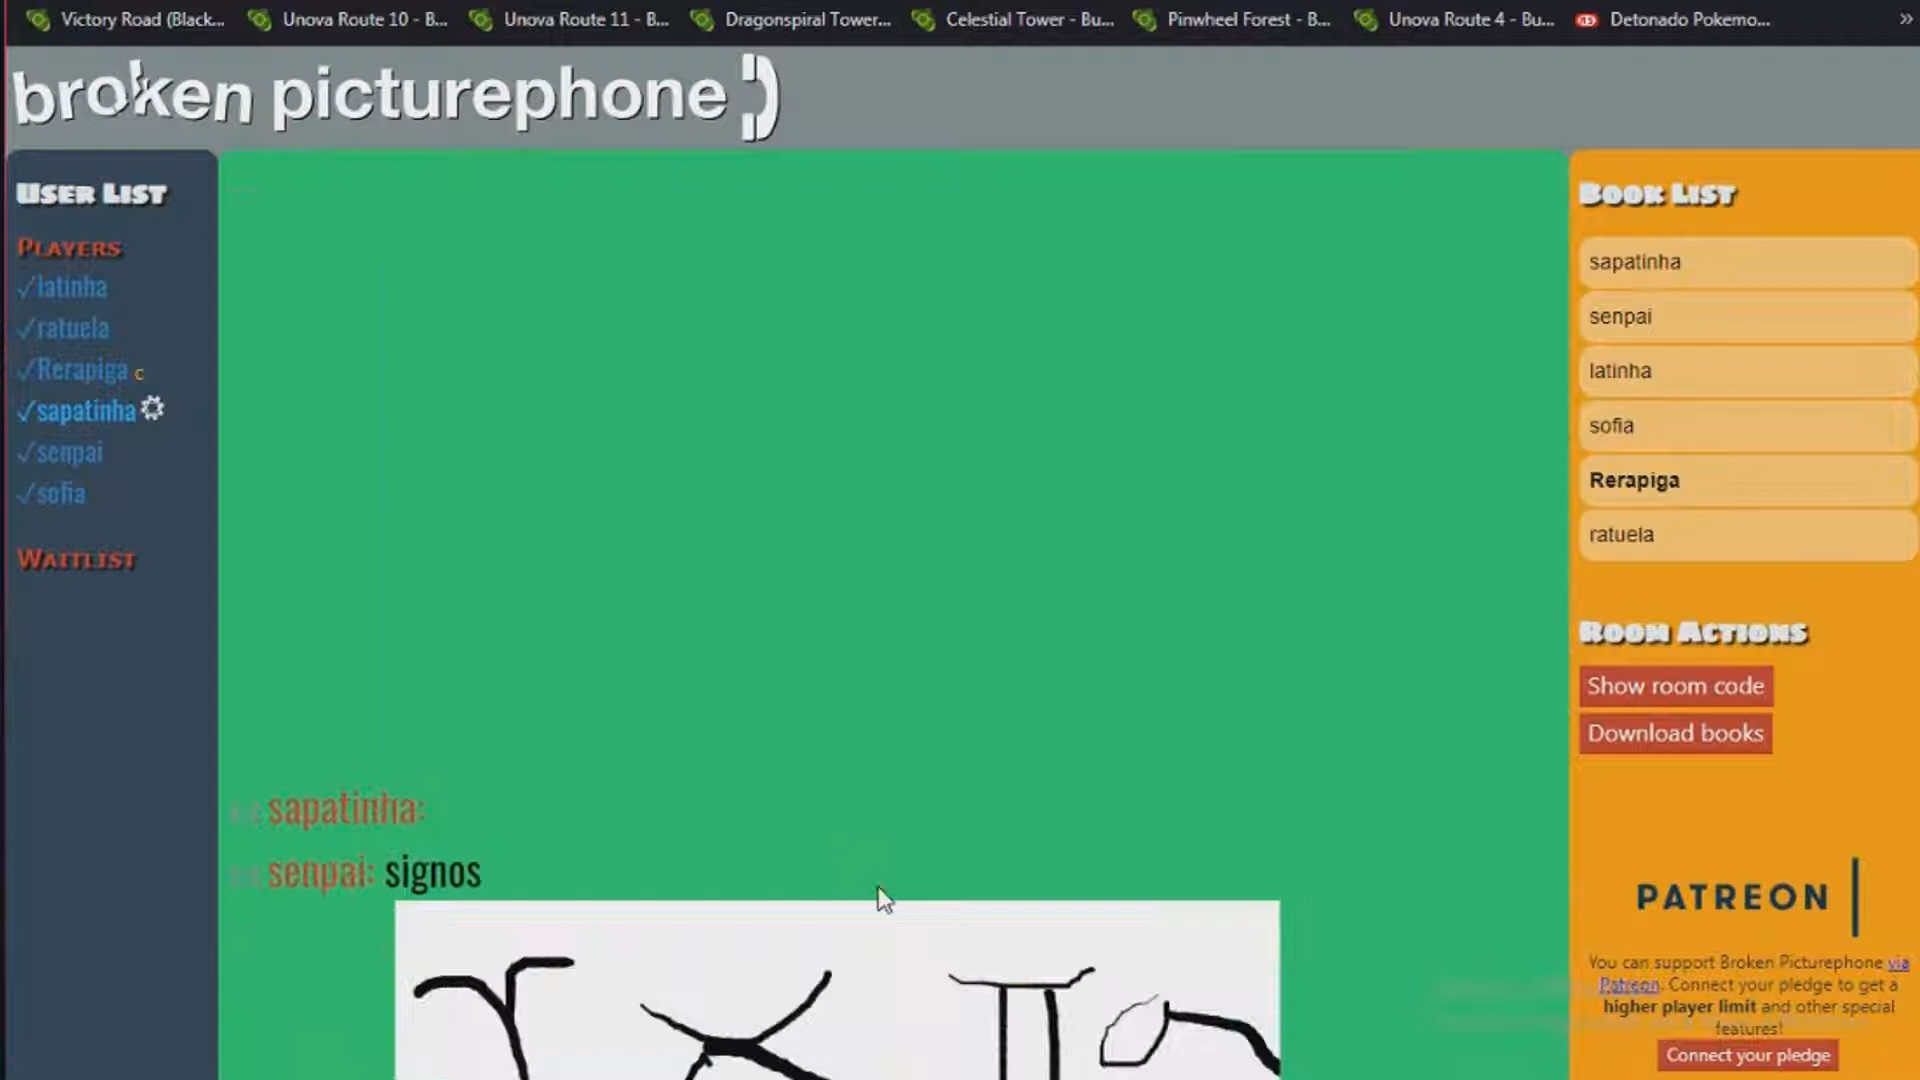 Victory Road (Black... Unova Route 10 - B... Unova Route 11 - B... Dragonspiral Tower... Celestial Tower - Bu... Pinwheel Forest - B... Unova Route 4 - Bu... Detonado Pokemo... »
broken picturephone
User List
Players
✓latinha
✓ratuela
✓Rerapiga c
✓sapatinha
✓senpai
✓sofia
Waitlist
sapatinha:
senpai: signos
Book List
sapatinha
senpai
latinha
sofia
Rerapiga
ratuela
Room Actions
Show room code
Download books
PATREON
You can support Broken Picturephone via
Patreon. Connect your pledge to get a
higher player limit and other special
features!
Connect your pledge